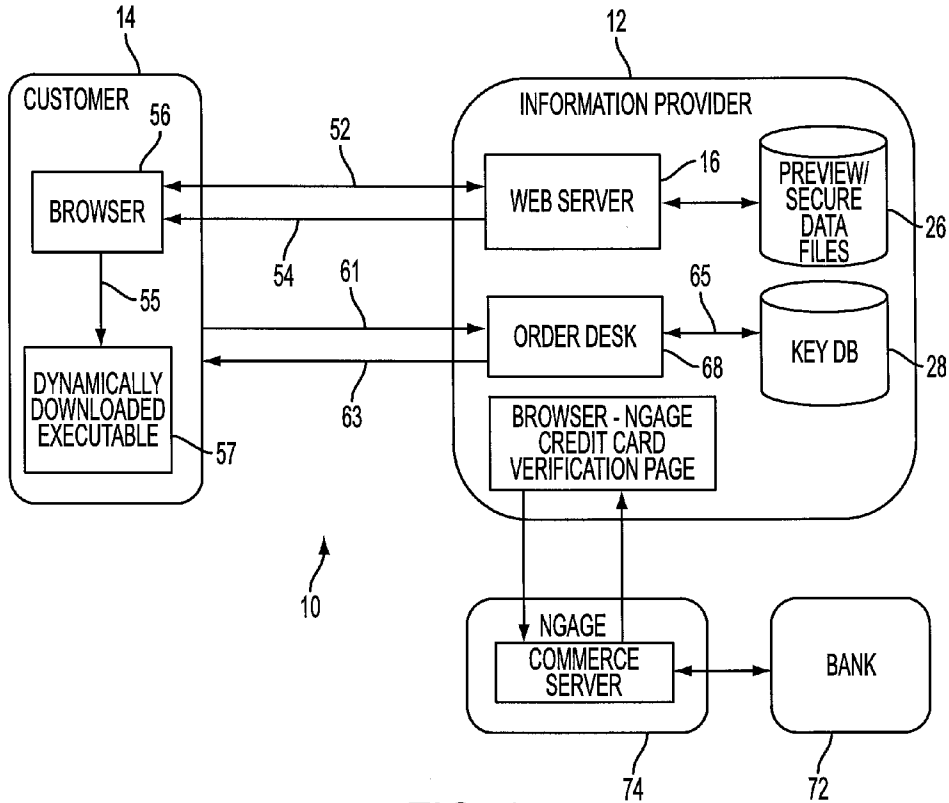 14
12
CUSTOMER
INFORMATION PROVIDER
56
52
16
BROWSER
WEB SERVER
PREVIEW/
SECURE
DATA
FILES
26
54
55
61
65
ORDER DESK
KEY DB
68
28
63
DYNAMICALLY
DOWNLOADED
EXECUTABLE
57
BROWSER - NGAGE
CREDIT CARD
VERIFICATION PAGE
10
NGAGE
COMMERCE
SERVER
BANK
74
72